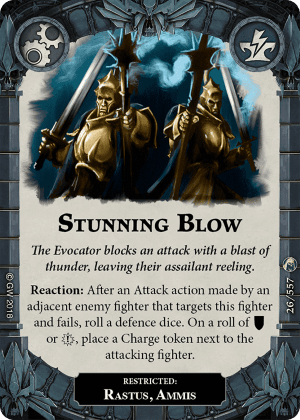 STUNNING BLOW
The Evocator blocks an attack with a blast of
thunder, leaving their assailant reeling.
Reaction: After an Attack action made by an
adjacent enemy fighter that targets this fighter
and fails, roll a defence dice. On a roll of
or , place a Charge token next to the
attacking fighter.
RESTRICTED:
RASTUS, AMMIS
© GW 2018
26/557